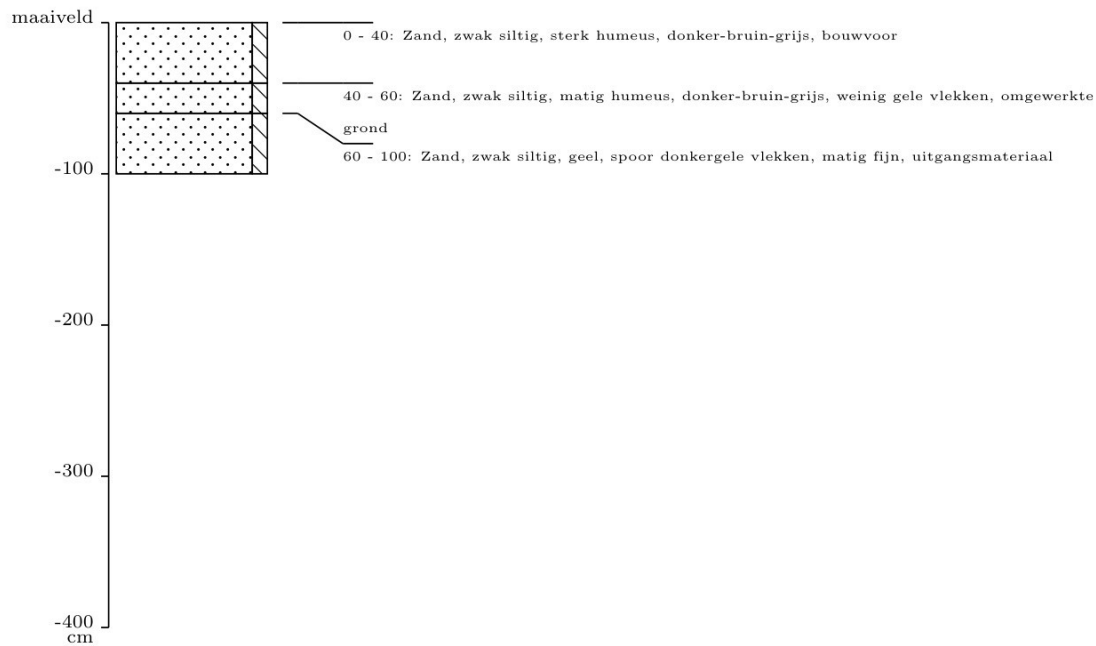 maaiveld
0 - 40: Zand, zwak siltig, sterk humeus, donker-bruin-grijs, bouwvoor
40 - 60: Zand, zwak siltig, matig humeus, donker-bruin-grijs, weinig gele vlekken, omgewerkte
grond
60 - 100: Zand, zwak siltig, geel, spoor donkergele vlekken, matig fijn, uitgangsmateriaal
-100
-200
-300
-400
cm